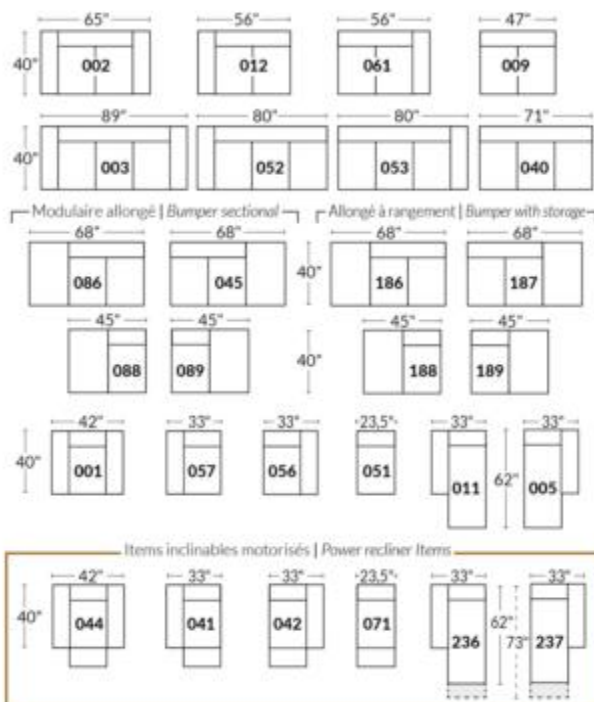 65" 56" 56" 47"
40" 002 012 061 009
89" 80" 80" 71"
40" 003 052 053 040
Modulaire allongé | Bumper sectional Allongé à rangement | Bumper with storage
68" 68" 68" 68"
086 045 40" 186 187
45" 45" 45" 45"
088 089 40" 188 189
42" 33" 33" 23,5" 33" 33"
40" 001 057 056 051 011 62" 005
Items inclinables motorisés | Power recliner Items
42" 33" 33" 23,5" 33" 33"
40" 044 041 042 071 236 62" 73" 237